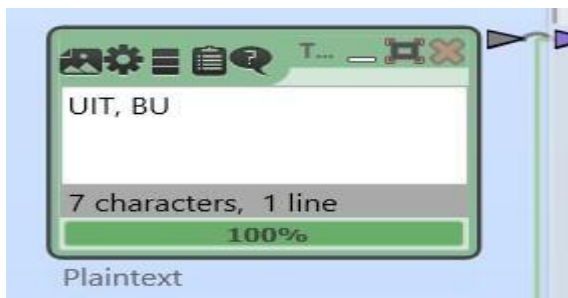 T...
UIT, BU
7 characters, 1 line
100%
Plaintext